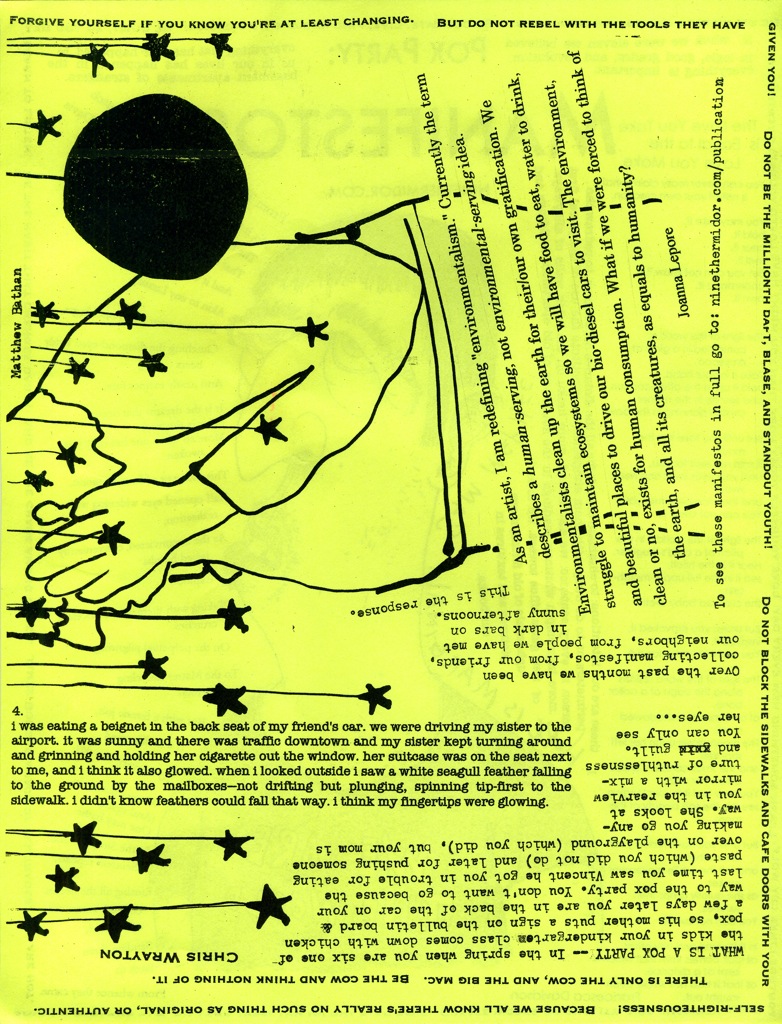 FORGIVE YOURSELF IF YOU KNOW YOU'RE AT LEAST CHANGING. BUT DO NOT REBEL WITH THE TOOLS THEY HAVE
GIVEN YOU! DO NOT BE THE MILLIONTH DAFT, BLASE, AND STANDOUT YOUTH! DO NOT BLOCK THE SIDEWALKS AND CAFE DOORS WITH YOUR
SELF-RIGHTEOUSNESS! BECAUSE WE ALL KNOW THERE'S REALLY NO SUCH THING AS ORIGINAL, OR AUTHENTIC.
THERE IS ONLY THE COW, AND THE BIG MAC. BE THE COW AND THINK NOTHING OF IT.
CHRIS WRAYTON
Matthew Bathan
As an artist, I am redefining "environmentalism." Currently the term
describes a human-serving, not environmental-serving idea.
Environmentalists clean up the earth for their/our own gratification. We
struggle to maintain ecosystems so we will have food to eat, water to drink,
and beautiful places to drive our bio-diesel cars to visit. The environment,
clean or no, exists for human consumption. What if we were forced to think of
the earth, and all its creatures, as equals to humanity?
Joanna Lepore
To see these manifestos in full go to: ninethermidor.com/publication
Over the past months we have been
collecting manifestos, from our friends,
our neighbors, from people we have met
in dark bars on
sunny afternoons.
This is the response.
4.
i was eating a beignet in the back seat of my friend's car. we were driving my sister to the
airport. it was sunny and there was traffic downtown and my sister kept turning around
and grinning and holding her cigarette out the window. her suitcase was on the seat next
to me, and i think it also glowed. when i looked outside i saw a white seagull feather falling
to the ground by the mailboxes—not drifting but plunging, spinning tip-first to the
sidewalk. i didn't know feathers could fall that way. i think my fingertips were glowing.
WHAT IS A POX PARTY -- In the spring when you are six one of
the kids in your kindergarten class comes down with chicken
pox, so his mother puts a sign on the bulletin board &
a few days later you are in the back of the car on your
way to the pox party. You don't want to go because the
last time you saw Vincent he got you in trouble for eating
paste (which you did not do) and later for pushing someone
over on the playground (which you did), but your mom is
making you go any-
way. She looks at
you in the rearview
mirror with a mix-
ture of ruthlessness
and guilt.
You can only see
her eyes...